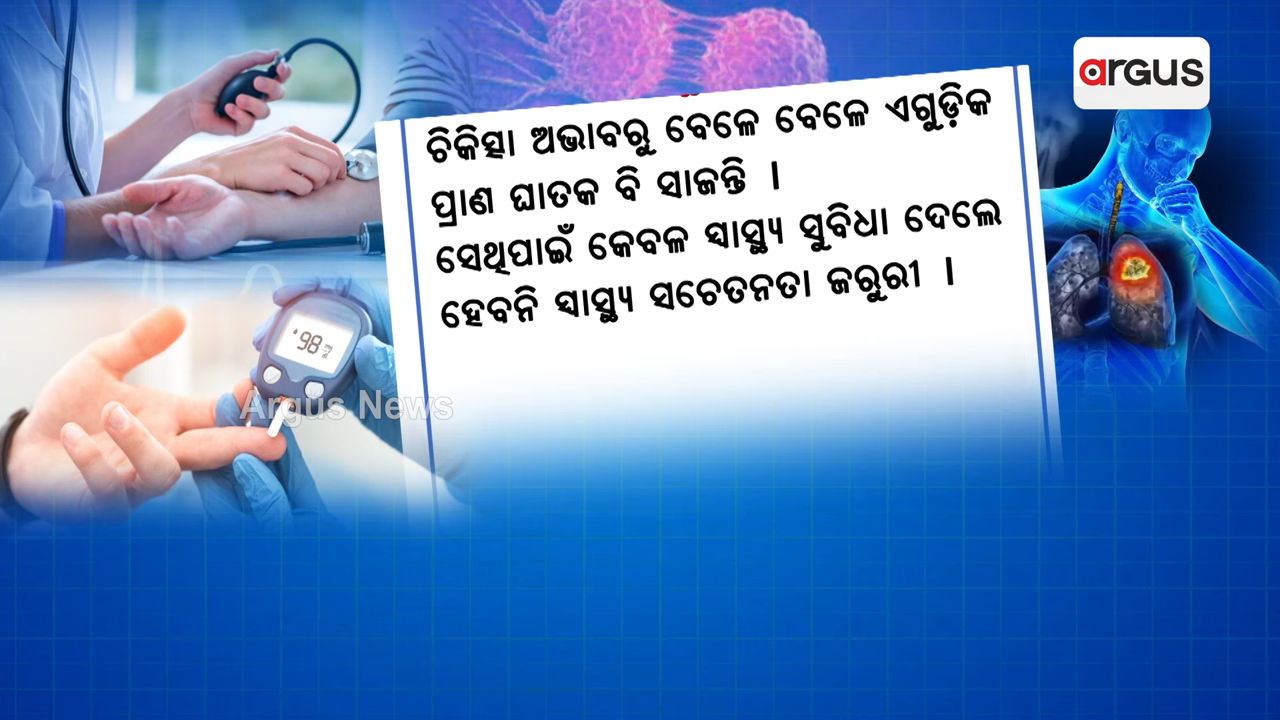 argus
ଚିକିତ୍ସା ଅଭାବରୁ ବେଳେ ବେଳେ ଏଗୁଡ଼ିକ
ପ୍ରାଣ ଘାତକ ବି ସାଜନ୍ତି ।
ସେଥିପାଇଁ କେବଳ ସ୍ୱାସ୍ଥ୍ୟ ସୁବିଧା ଦେଲେ
ହେବନି ସ୍ୱାସ୍ଥ୍ୟ ସଚେତନତା ଜରୁରୀ ।
98
Argus News